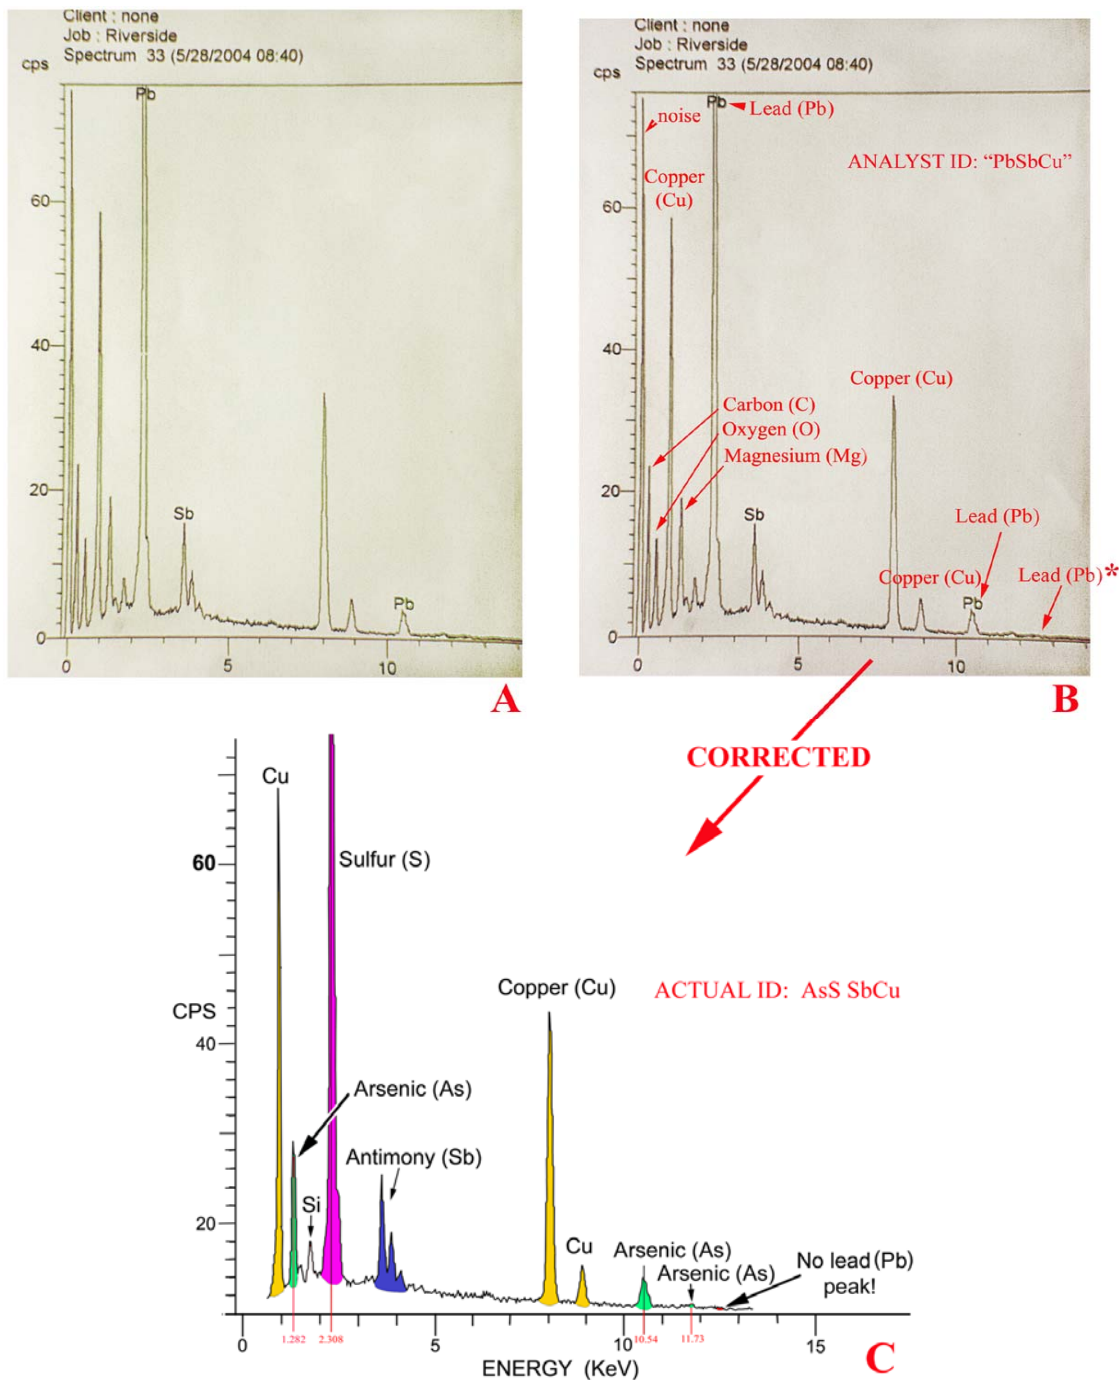 Client : none
Job : Riverside
Spectrum 33 (5/28/2004 08:40)
cps
Pb
60
40
20
Sb
Pb
0
0
5
10
A
Client : none
Job : Riverside
Spectrum 33 (5/28/2004 08:40)
cps
Pb
Lead (Pb)
noise
ANALYST ID: “PbSbCu”
Copper
(Cu)
60
40
Copper (Cu)
Carbon (C)
Oxygen (O)
Magnesium (Mg)
20
Sb
Lead (Pb)
Copper (Cu)
Pb
Lead (Pb)*
0
0
5
10
B
CORRECTED
Cu
60
Sulfur (S)
CPS
Copper (Cu)
ACTUAL ID: AsS SbCu
40
Arsenic (As)
Antimony (Sb)
Si
20
Cu
Arsenic (As)
Arsenic (As)
No lead (Pb)
peak!
0
1.282
2.308
5
10
10.54
11.73
15
ENERGY (KeV)
C